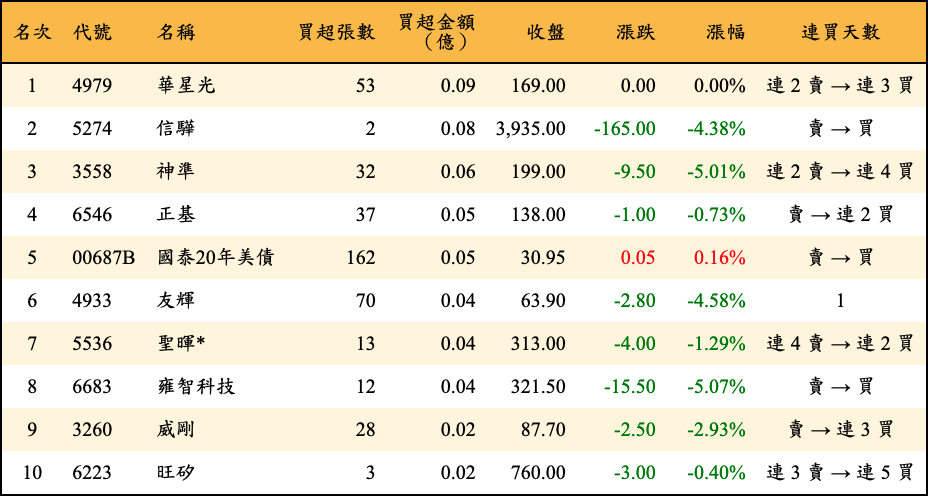 名次 代號 名稱 買超張數 買超金額（億） 收盤 漲跌 漲幅 連買天數
1 4979 華星光 53 0.09 169.00 0.00 0.00% 連 2 賣 → 連 3 買
2 5274 信驊 2 0.08 3,935.00 -165.00 -4.38% 賣 → 買
3 3558 神準 32 0.06 199.00 -9.50 -5.01% 連 2 賣 → 連 4 買
4 6546 正基 37 0.05 138.00 -1.00 -0.73% 賣 → 連 2 買
5 00687B 國泰20年美債 162 0.05 30.95 0.05 0.16% 賣 → 買
6 4933 友輝 70 0.04 63.90 -2.80 -4.58% 1
7 5536 聖暉* 13 0.04 313.00 -4.00 -1.29% 連 4 賣 → 連 2 買
8 6683 雍智科技 12 0.04 321.50 -15.50 -5.07% 賣 → 買
9 3260 威剛 28 0.02 87.70 -2.50 -2.93% 賣 → 連 3 買
10 6223 旺矽 3 0.02 760.00 -3.00 -0.40% 連 3 賣 → 連 5 買